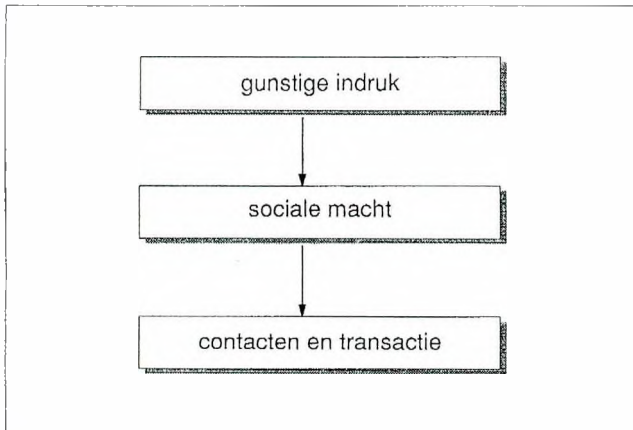 gunstige indruk
sociale macht
contacten en transactie